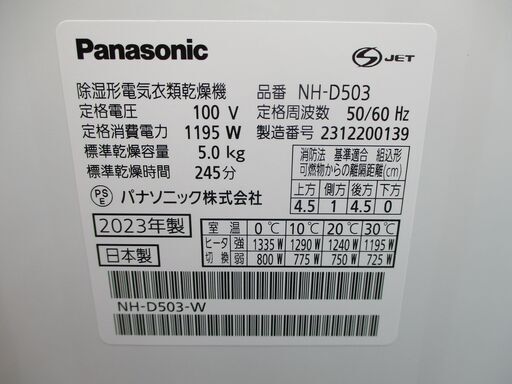 Panasonic
S JET
除湿形電気衣類乾燥機 品番 NH-D503
定格電圧 100 V 定格周波数 50/60 Hz
定格消費電力 1195 W 製造番号 2312200139
標準乾燥容量 5.0 kg
標準乾燥時間 245分
消防法 基準適合 組込形
可燃物からの離隔距離(cm)
上方 側方 後方 下方
4.5 1 4.5 0
PS E パナソニック株式会社
2023年製
日本製
室温 0℃ 10℃ 20℃ 30℃
ヒータ切換 強 1335 W 1290 W 1240 W 1195 W
弱 800 W 775 W 750 W 725 W
NH-D503-W